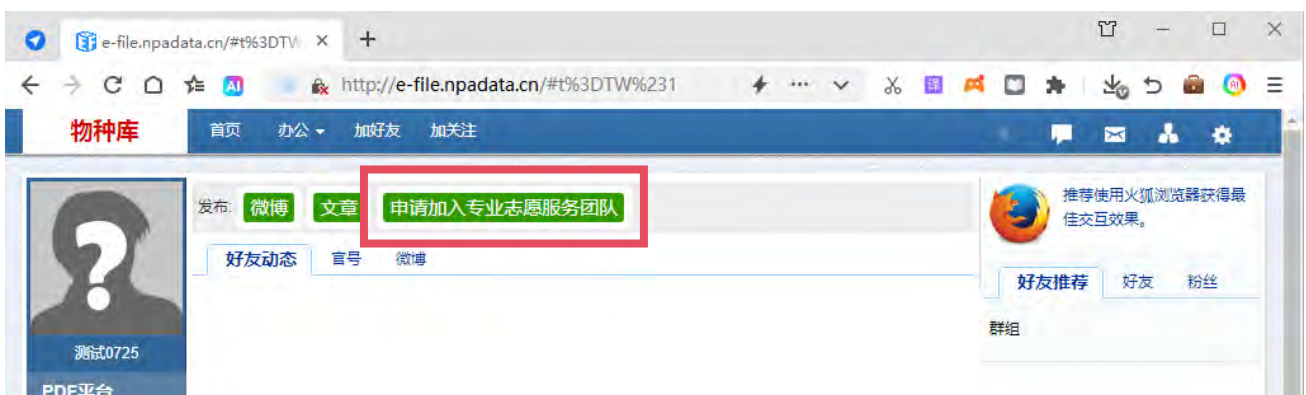 e-file.npadata.cn/#t%3DTW
http://e-file.npadata.cn/#t%3DTW%231
物种库 首页 办公 加好友 加关注
发布: 微博 文章 申请加入专业志愿服务团队
好友动态 官号 微博
测试0725
PDF平台
推荐使用火狐浏览器获得最
佳交互效果。
好友推荐 好友 粉丝
群组